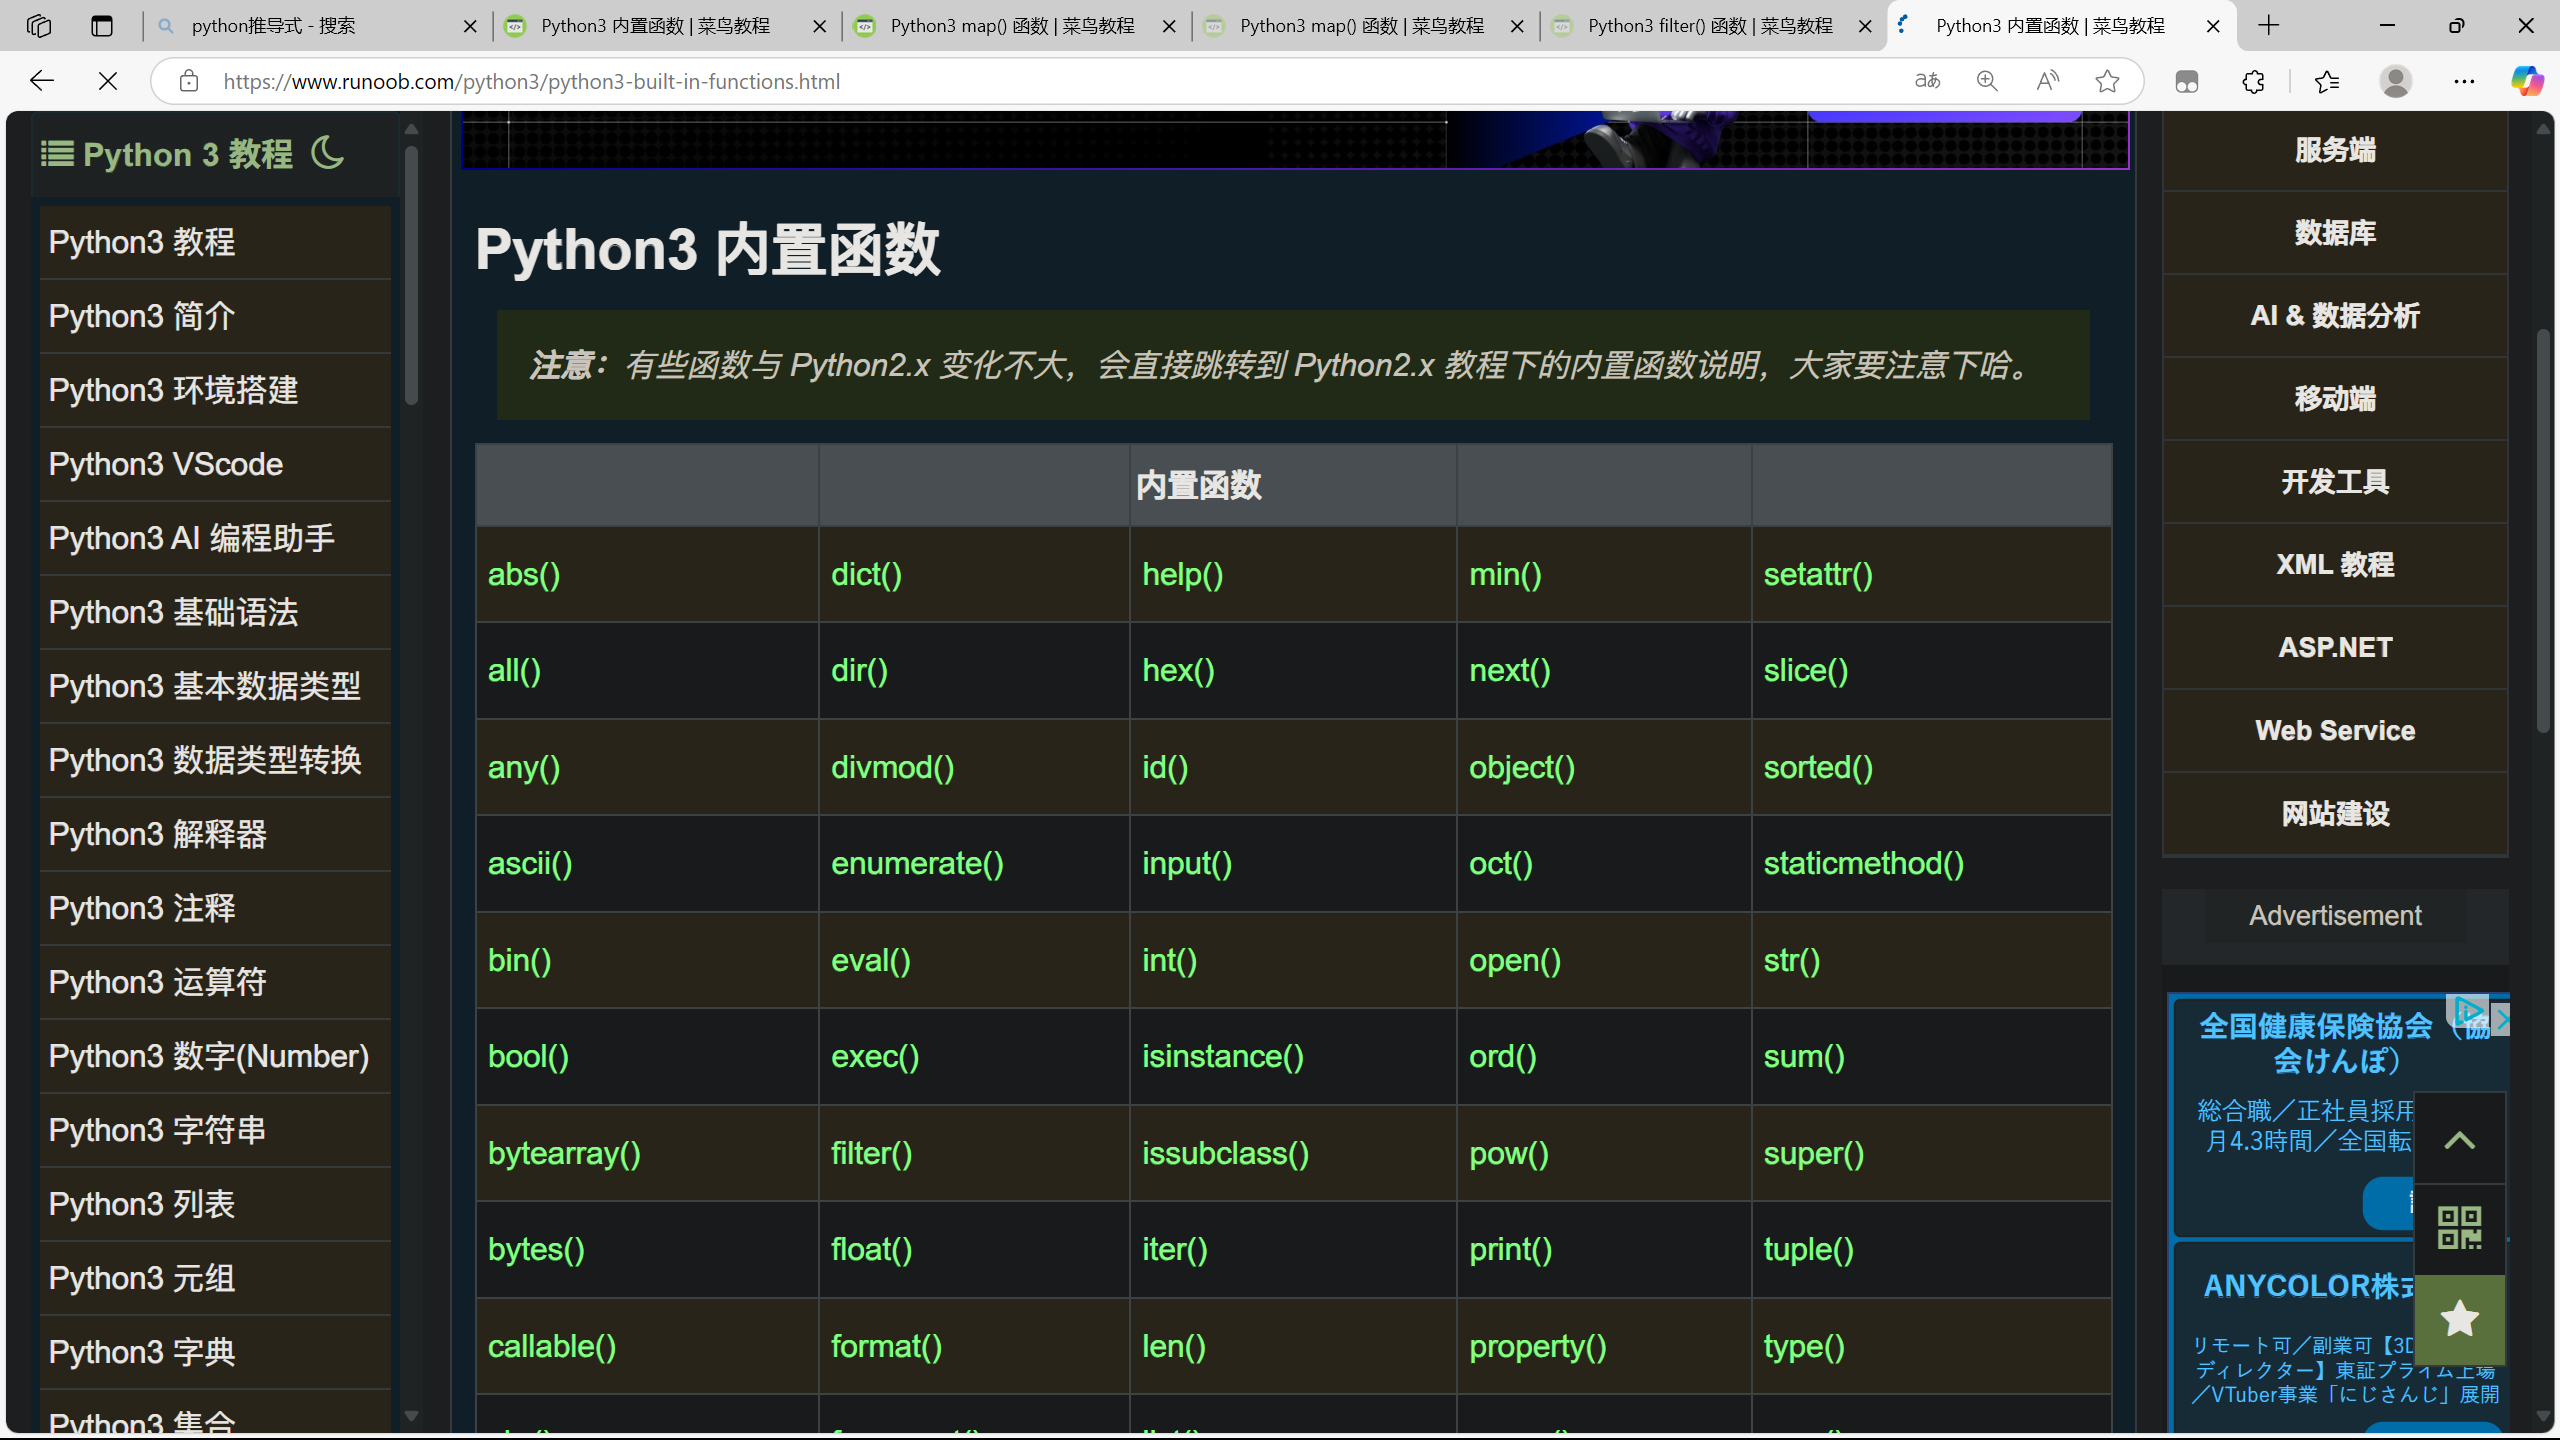 python推导式 - 搜索
Python3 内置函数 | 菜鸟教程
Python3 map() 函数 | 菜鸟教程
Python3 map() 函数 | 菜鸟教程
Python3 filter() 函数 | 菜鸟教程
Python3 内置函数 | 菜鸟教程
https://www.runoob.com/python3/python3-built-in-functions.html
Python 3 教程
Python3 教程
Python3 简介
Python3 环境搭建
Python3 VScode
Python3 AI 编程助手
Python3 基础语法
Python3 基本数据类型
Python3 数据类型转换
Python3 解释器
Python3 注释
Python3 运算符
Python3 数字(Number)
Python3 字符串
Python3 列表
Python3 元组
Python3 字典
Python3 集合
Python3 内置函数
注意：有些函数与 Python2.x 变化不大，会直接跳转到 Python2.x 教程下的内置函数说明，大家要注意下哈。
内置函数
abs() dict() help() min() setattr()
all() dir() hex() next() slice()
any() divmod() id() object() sorted()
ascii() enumerate() input() oct() staticmethod()
bin() eval() int() open() str()
bool() exec() isinstance() ord() sum()
bytearray() filter() issubclass() pow() super()
bytes() float() iter() print() tuple()
callable() format() len() property() type()
服务端
数据库
AI & 数据分析
移动端
开发工具
XML 教程
ASP.NET
Web Service
网站建设
Advertisement
全国健康保険協会（協
会けんぽ）
総合職／正社員採用
月4.3時間／全国転
ANYCOLOR株式
リモート可／副業可【3D
ディレクター】東証プライム上場
／VTuber事業「にじさんじ」展開